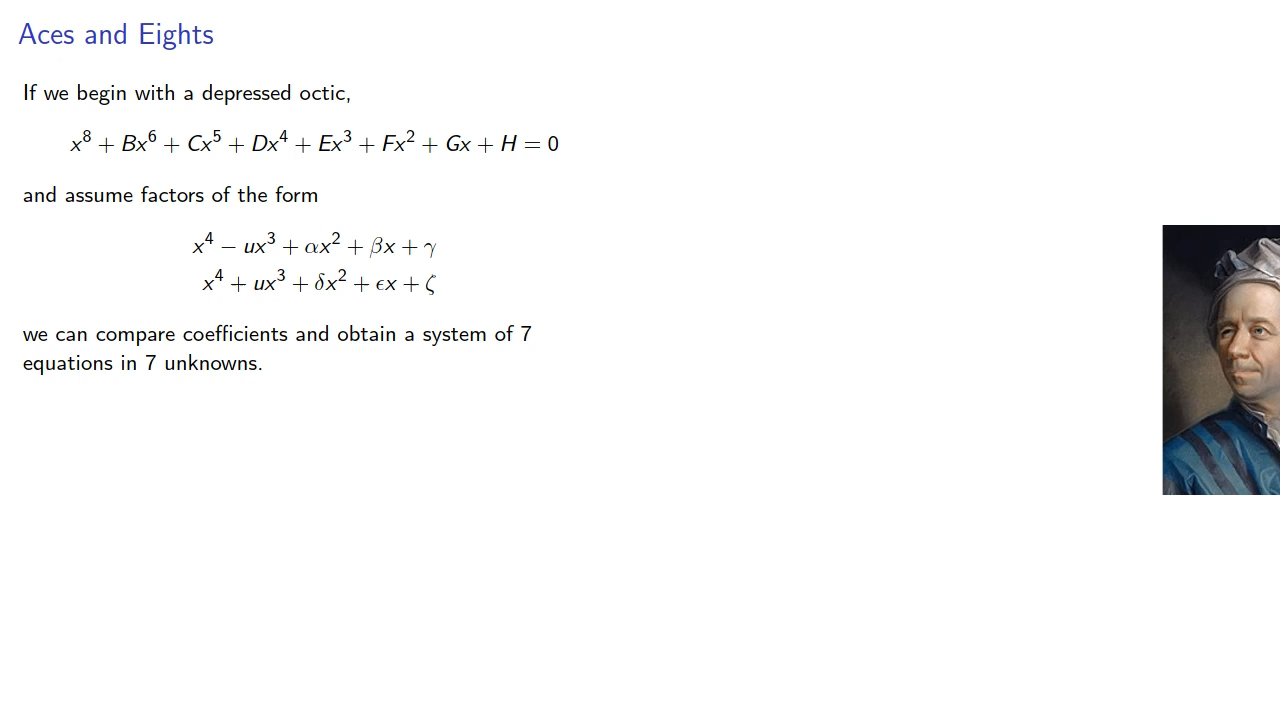 Aces and Eights
If we begin with a depressed octic,
x⁸ + Bx⁶ + Cx⁵ + Dx⁴ + Ex³ + Fx² + Gx + H = 0
and assume factors of the form
x⁴ − ux³ + αx² + βx + γ
x⁴ + ux³ + δx² + ϵx + ζ
we can compare coefficients and obtain a system of 7
equations in 7 unknowns.